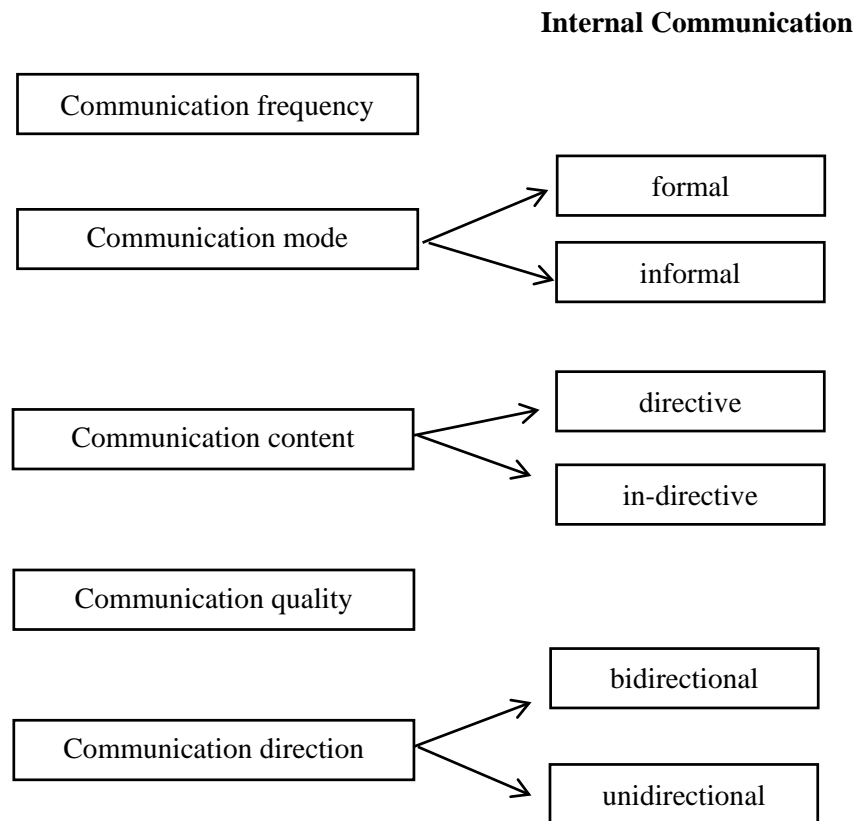 Internal Communication
Communication frequency
formal
Communication mode
informal
directive
Communication content
in-directive
Communication quality
bidirectional
Communication direction
unidirectional